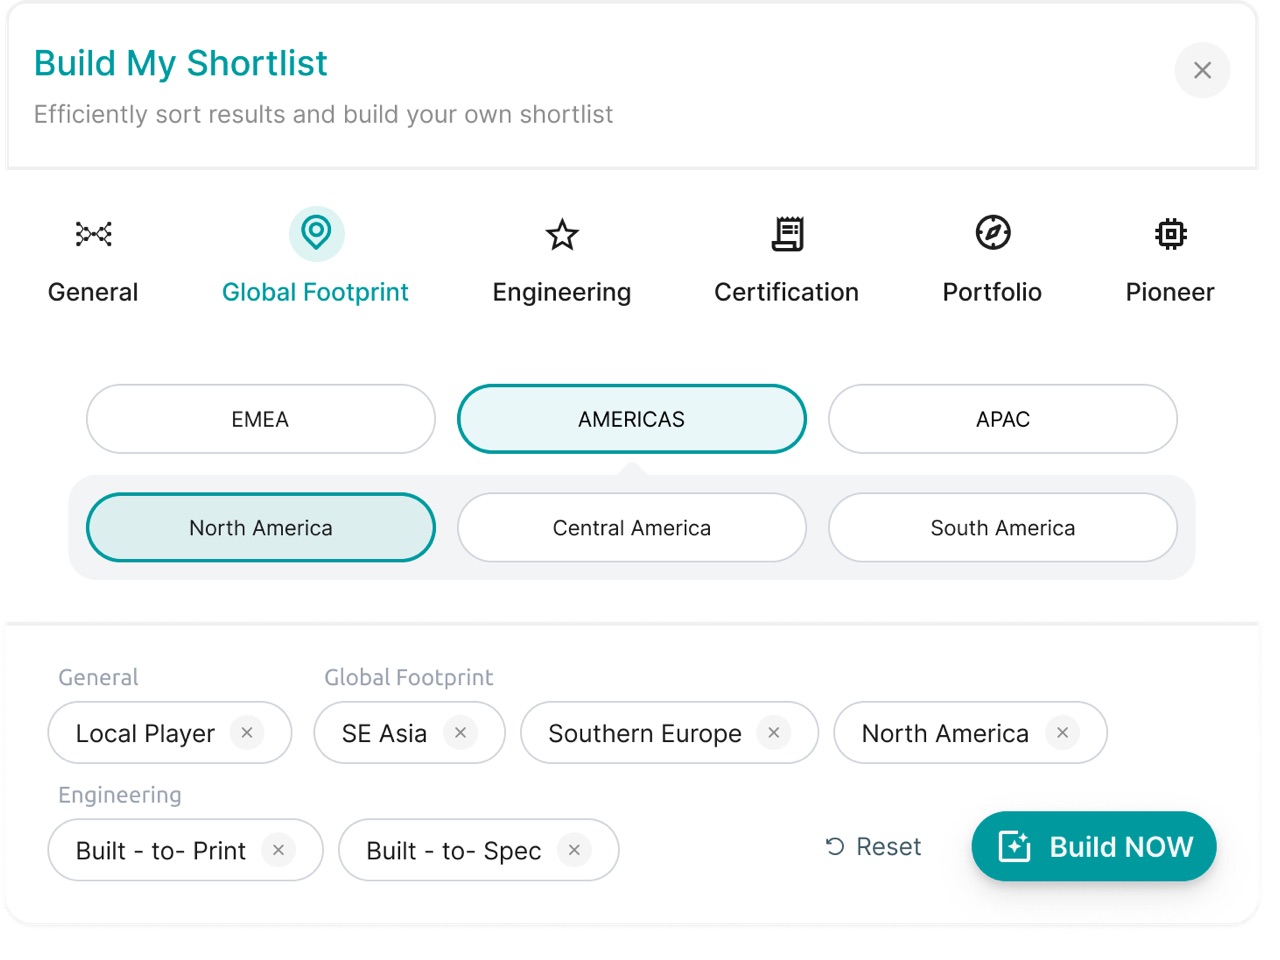 Build My Shortlist
Efficiently sort results and build your own shortlist
General
Global Footprint
Engineering
Certification
Portfolio
Pioneer
EMEA
AMERICAS
APAC
North America
Central America
South America
General
Global Footprint
Local Player
SE Asia
Southern Europe
North America
Engineering
Built - to- Print
Built - to- Spec
Reset
Build NOW